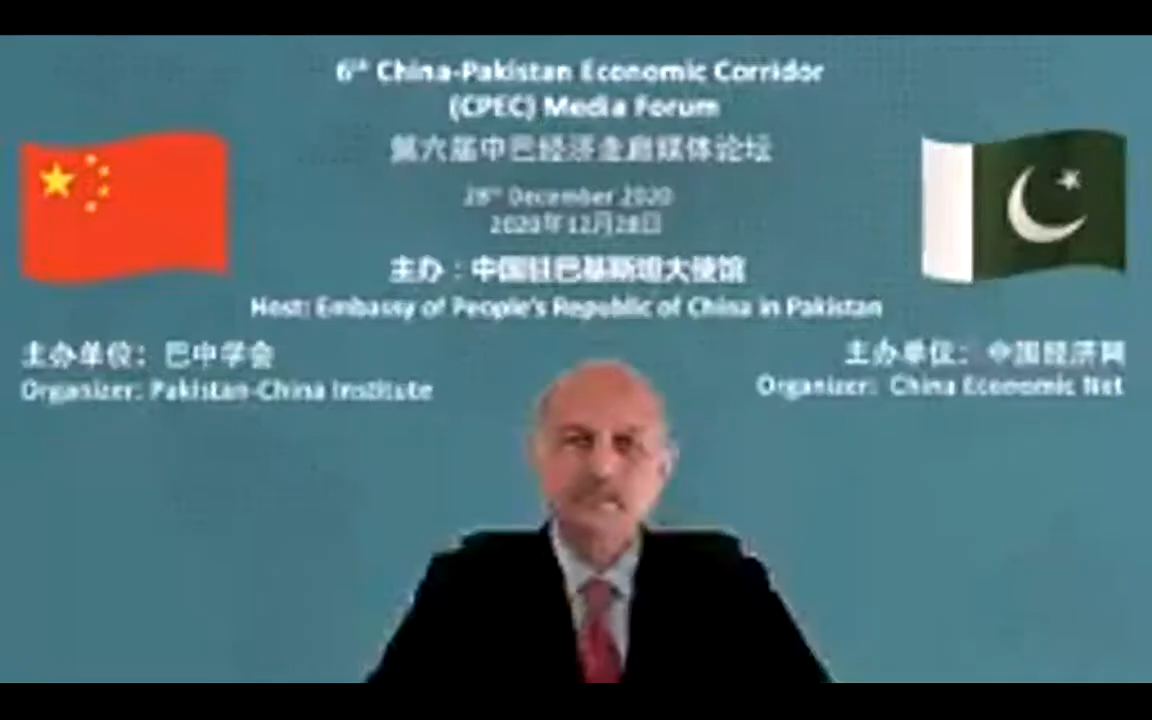 6th China-Pakistan Economic Corridor
(CPEC) Media Forum
第六届中巴经济走廊媒体论坛
28th December 2020
2020年12月28日
主办：中国驻巴基斯坦大使馆
Host: Embassy of People's Republic of China in Pakistan
主办单位：巴中学会
Organizer: Pakistan-China Institute
主办单位：中国经济网
Organizer: China Economic Net